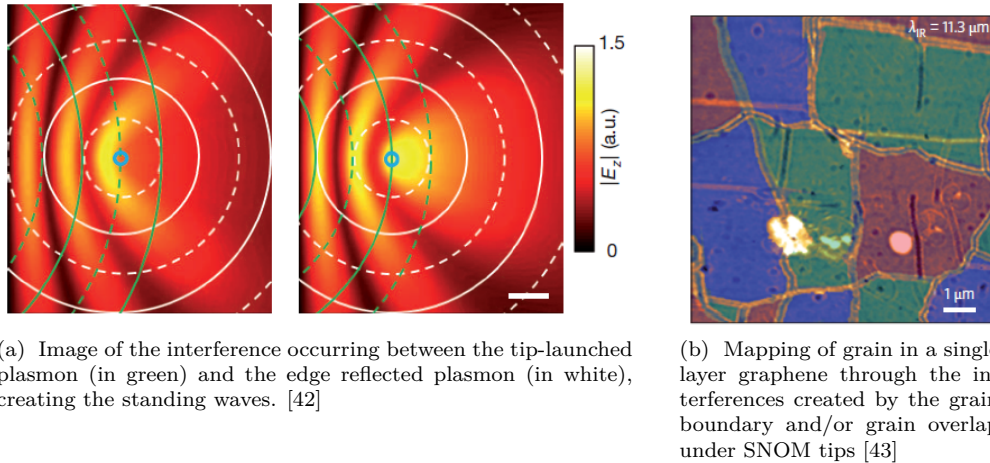 1.5
|E_z| (a.u.)
0
λ_IR = 11.3 μm
1 μm
(a) Image of the interference occurring between the tip-launched
plasmon (in green) and the edge reflected plasmon (in white),
creating the standing waves. [42]
(b) Mapping of grain in a single
layer graphene through the in-
terferences created by the grain
boundary and/or grain overlap
under SNOM tips [43]